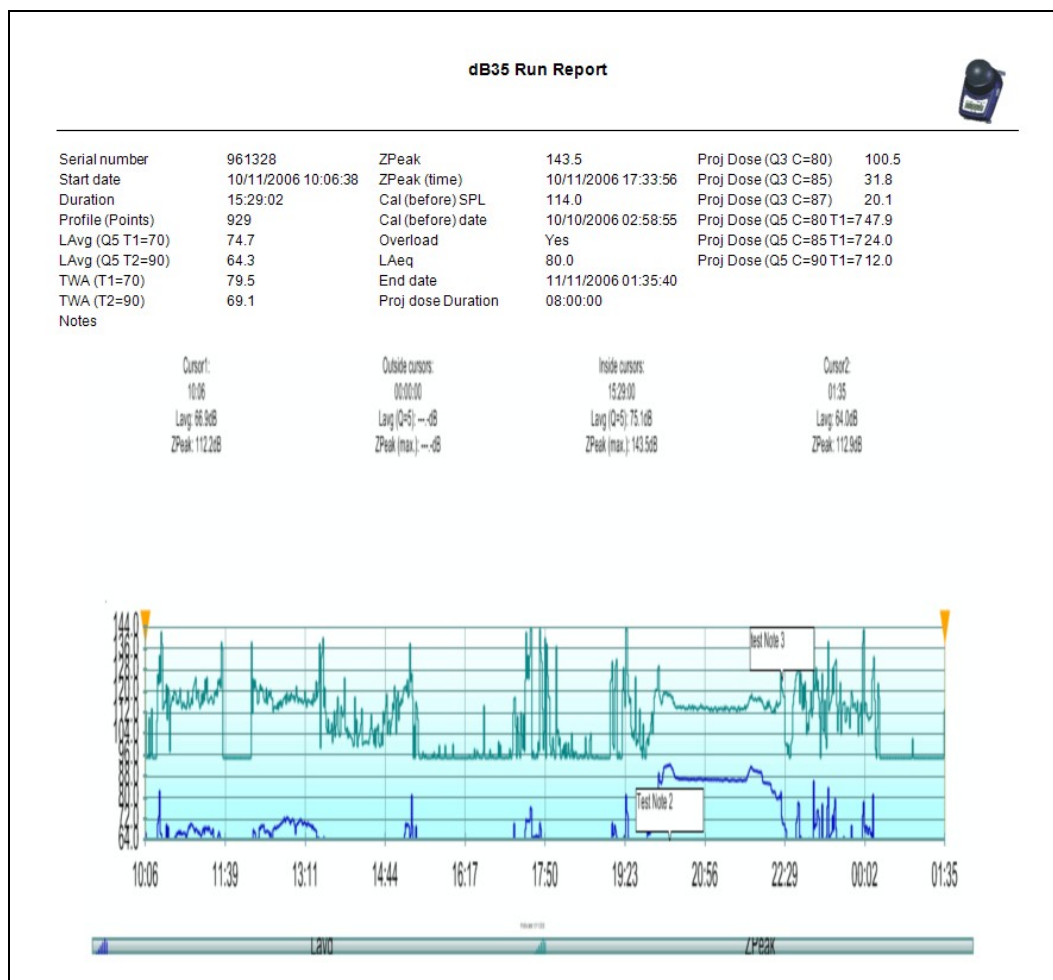 dB35 Run Report
Serial number 961328 ZPeak 143.5 Proj Dose (Q3 C=80) 100.5
Start date 10/11/2006 10:06:38 ZPeak (time) 10/11/2006 17:33:56 Proj Dose (Q3 C=85) 31.8
Duration 15:29:02 Cal (before) SPL 114.0 Proj Dose (Q3 C=87) 20.1
Profile (Points) 929 Cal (before) date 10/10/2006 02:58:55 Proj Dose (Q5 C=80 T1=7 47.9
LAvg (Q5 T1=70) 74.7 Overload Yes Proj Dose (Q5 C=85 T1=7 24.0
LAvg (Q5 T2=90) 64.3 LAeq 80.0 Proj Dose (Q5 C=90 T1=7 12.0
TWA (T1=70) 79.5 End date 11/11/2006 01:35:40
TWA (T2=90) 69.1 Proj dose Duration 08:00:00
Notes
Cursor1: Outside cursors: Inside cursors: Cursor2:
10:06 00:00:00 15:29:00 01:35
Lavg: 66.9dB Lavg (Q=5): ---.-dB Lavg (Q=5): 75.1dB Lavg: 64.0dB
ZPeak: 112.2dB ZPeak (max.): ---.-dB ZPeak (max.): 143.5dB ZPeak: 112.9dB
144.0
136.0
128.0
120.0
104.0
64.0
test Note 3
Test Note 2
10:06 11:39 13:11 14:44 16:17 17:50 19:23 20:56 22:29 00:02 01:35
Lavg ZPeak